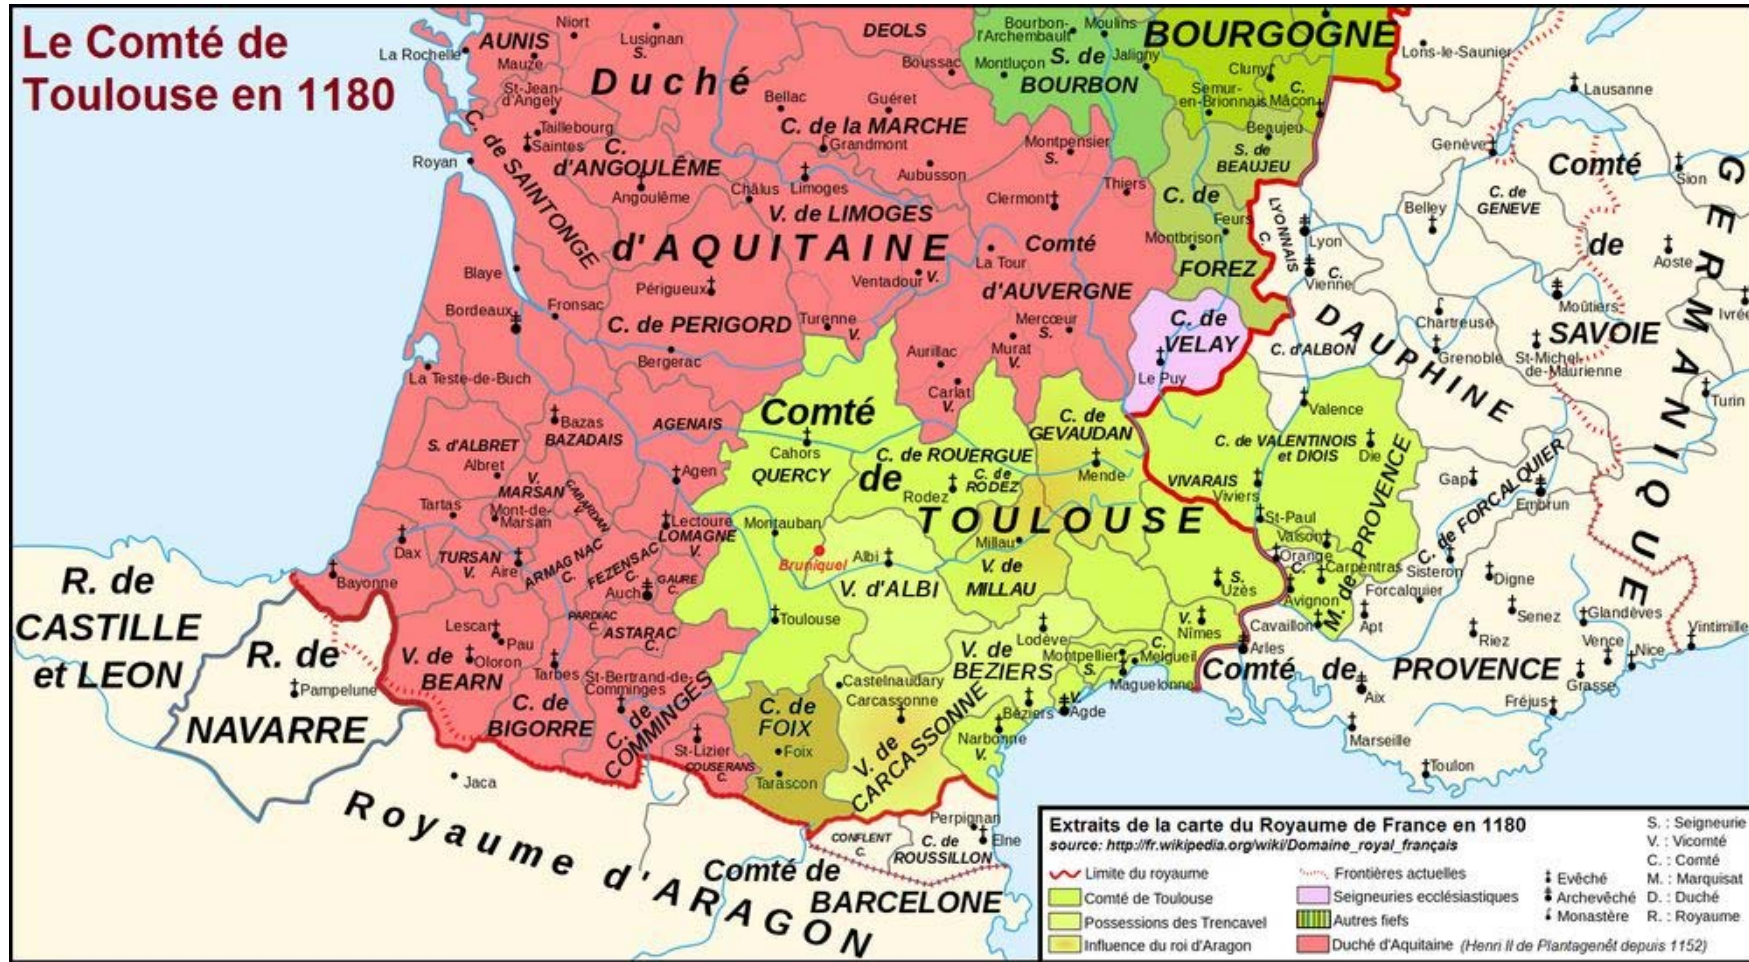 Le Comté de
Toulouse en 1180
Niort
Lusignan
S.
DEOLS
Bourbon-
l'Archembault
Moulins
BOURGOGNE
Lons-le-Saunier
La Rochelle
AUNIS
Mauzé
Duché
Boussac
Montluçon
S. de
BOURBON
Jaligny
Cluny
Semur-
en-Brionnais
C.
Mâcon
Lausanne
St-Jean-
d'Angely
Bellac
Guéret
C. de la MARCHE
Grandmont
Montpensier
S.
Beaujeu
S. de
BEAUJEU
Genève
Comté
Sion
Taillebourg
Saintes
C.
d'ANGOULÊME
Angoulême
C. de SAINTONGE
Royan
Châlus
Limoges
Aubusson
Clermont
Thiers
C. de
FOREZ
Feurs
Montbrison
LYONNAIS
C.
Lyon
C.
Vienne
Belley
C. de
GENEVE
de
Aoste
GERMANIQUE
V. de LIMOGES
d'AQUITAINE
La Tour
Comté
d'AUVERGNE
Ventadour
V.
Blaye
Bordeaux
Fronsac
Périgueux
C. de PERIGORD
Bergerac
Turenne
V.
Mercœur
S.
Murat
V.
Aurillac
Carlat
V.
C. de
VELAY
Le Puy
C. d'ALBON
DAUPHINE
Chartreuse
Grenoble
Moûtiers
SAVOIE
St-Michel-
de-Maurienne
Ivrée
Turin
La Teste-de-Buch
Bazas
BAZADAIS
AGENAIS
Agen
S. d'ALBRET
Albret
V.
MARSAN
Mont-de-
Marsan
GABARDAN
V.
Tartas
Dax
Bayonne
TURSAN
V.
Aire
ARMAGNAC
C.
FEZENSAC
C.
Lectoure
LOMAGNE
V.
GAURE
C.
Auch
PARDIAC
C.
ASTARAC
C.
Comté
Cahors
QUERCY
de
C. de ROUERGUE
C. de
RODEZ
Rodez
C. de
GEVAUDAN
Mende
TOULOUSE
Montauban
Bruniquel
Albi
V. d'ALBI
Millau
V. de
MILLAU
Toulouse
VIVARAIS
Viviers
Valence
C. de VALENTINOIS
et DIOIS
Die
St-Paul
Vaison
Orange
C.
Carpentras
Avignon
Cavaillon
M. de PROVENCE
Gap
Embrun
C. de FORCALQUIER
Sisteron
Forcalquier
Apt
Digne
Senez
Riez
Glandèves
Vence
Nice
Vintimille
Grasse
Fréjus
S.
Uzès
V.
Nîmes
Arles
Comté de PROVENCE
Aix
Marseille
Toulon
Lodève
V. de
BEZIERS
Montpellier
S.
C.
Melgueil
Maguelonne
Béziers
V.
Agde
Narbonne
V.
Castelnaudary
Carcassonne
V. de
CARCASSONNE
C. de
FOIX
Foix
Tarascon
R. de
CASTILLE
et LEON
R. de
NAVARRE
Pampelune
Lescar
Pau
Oloron
V. de
BEARN
Tarbes
C. de
BIGORRE
St-Bertrand-de-
Comminges
C. de
COMMINGES
St-Lizier
COUSERANS
C.
Jaca
Royaume d'ARAGON
Comté de
BARCELONE
CONFLENT
C.
C. de
ROUSSILLON
Perpignan
Elne
Extraits de la carte du Royaume de France en 1180
source: http://fr.wikipedia.org/wiki/Domaine_royal_français
Limite du royaume
Comté de Toulouse
Possessions des Trencavel
Influence du roi d'Aragon
Frontières actuelles
Seigneuries ecclésiastiques
Autres fiefs
Duché d'Aquitaine (Henri II de Plantagenêt depuis 1152)
Evêché
Archevêché
Monastère
S. : Seigneurie
V. : Vicomté
C. : Comté
M. : Marquisat
D. : Duché
R. : Royaume